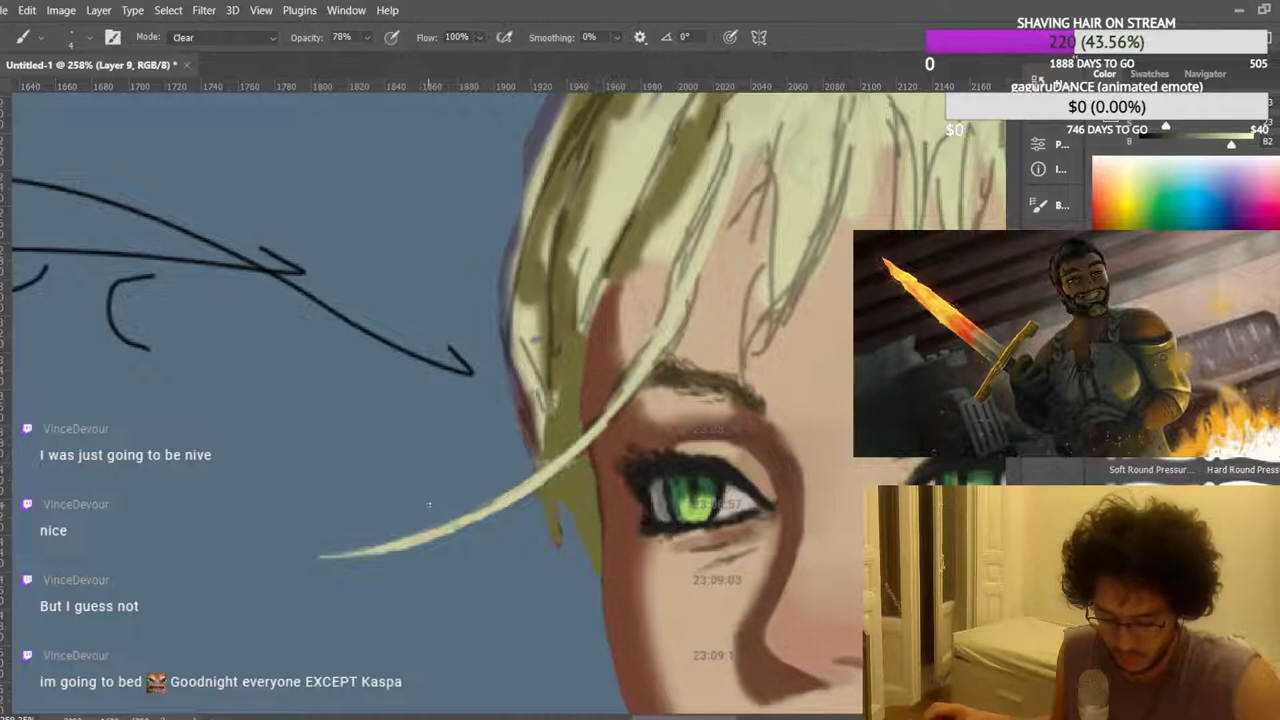 Image Layer Type Select Filter 3D View Plugins Window Help
Mode: Clear Opacity: 78% Flow: 100% Smoothing: 0% 0°
4
Untitled-1 @ 258% (Layer 9, RGB/8) *
1640 1660 1680 1700 1720 1740 1760 1780 1800 1820 1840 1860 1880 1900 1920 1940 1960 1980 2000 2020 2040 2060 2080 2100 2120 2140 2160
SHAVING HAIR ON STREAM
220 (43.56%)
0 1888 DAYS TO GO 505
Color Swatches Navigator
gaguruDANCE (animated emote)
$0 (0.00%)
$0 746 DAYS TO GO $40
B B2
P...
I...
B...
VinceDevour
I was just going to be nive
VinceDevour
nice
VinceDevour
But I guess not
23:09:03
VinceDevour
im going to bed Goodnight everyone EXCEPT Kaspa
Soft Round Pressur... Hard Round Press